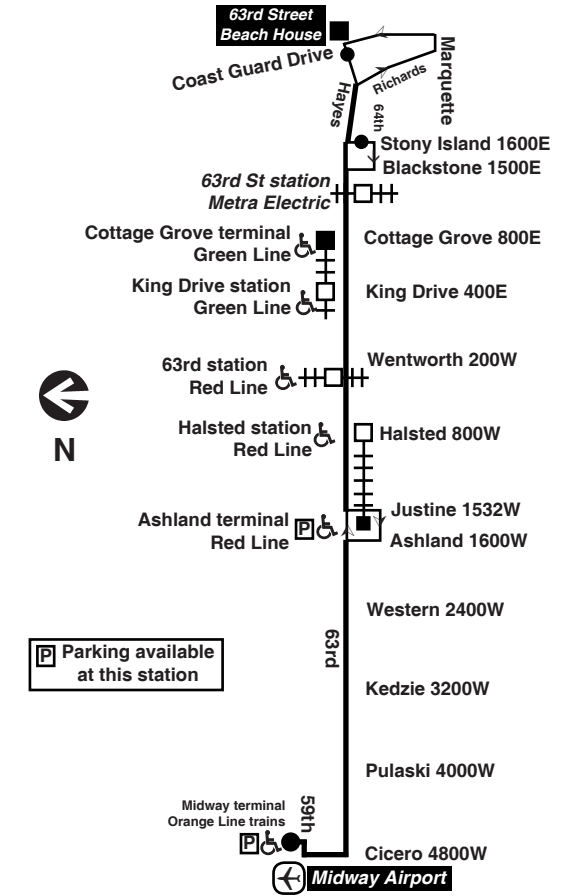 63rd Street
Beach House
Coast Guard Drive
Marquette
Richards
Hayes
64th
Stony Island 1600E
Blackstone 1500E
63rd St station
Metra Electric
Cottage Grove terminal
Green Line
Cottage Grove 800E
King Drive station
Green Line
King Drive 400E
Wentworth 200W
63rd station
Red Line
N
Halsted station
Red Line
Halsted 800W
Justine 1532W
Ashland terminal
Red Line
P
Ashland 1600W
Western 2400W
63rd
P Parking available
at this station
Kedzie 3200W
Pulaski 4000W
Midway terminal
Orange Line trains
59th
P
Cicero 4800W
Midway Airport